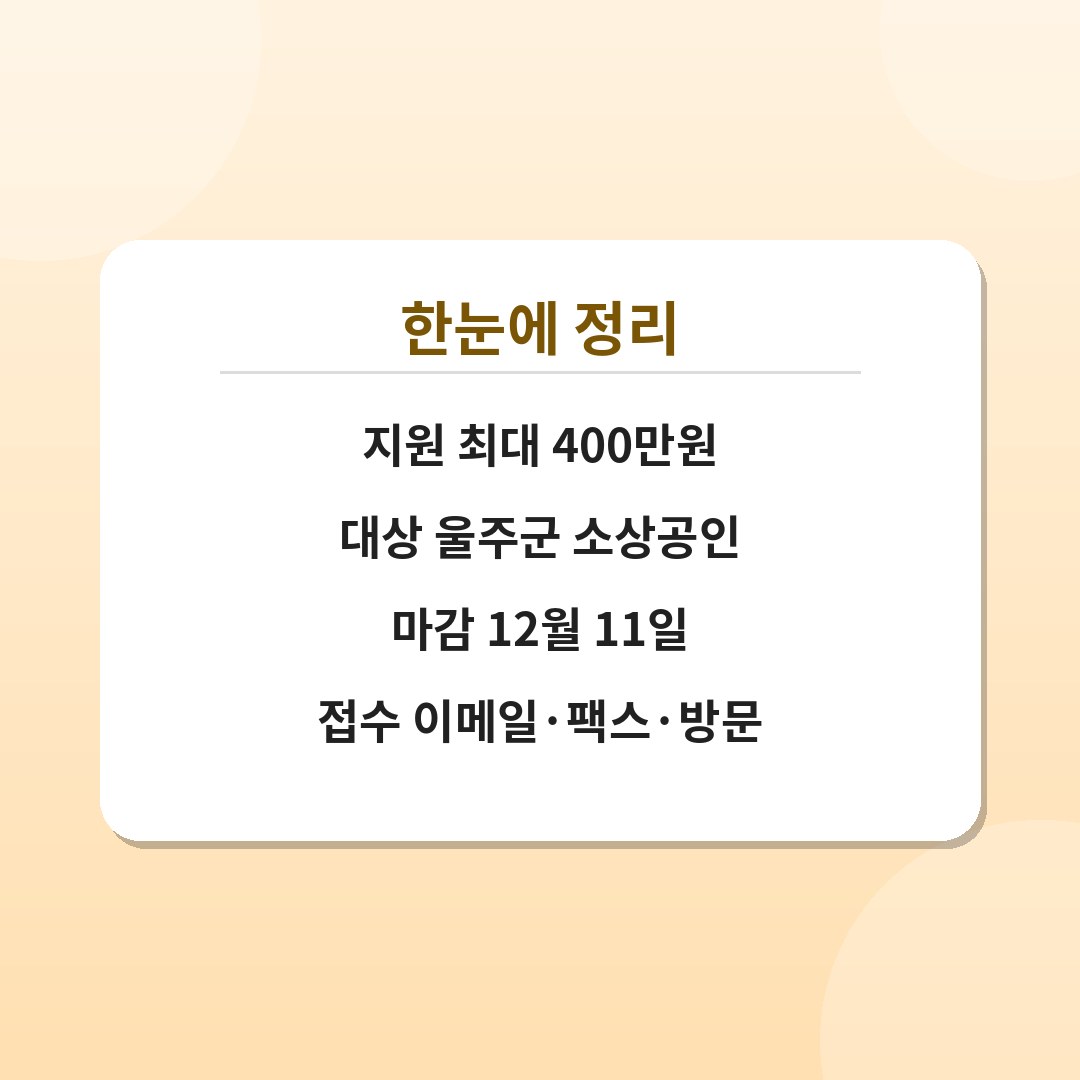 한눈에 정리
지원 최대 400만원
대상 울주군 소상공인
마감 12월 11일
접수 이메일·팩스·방문